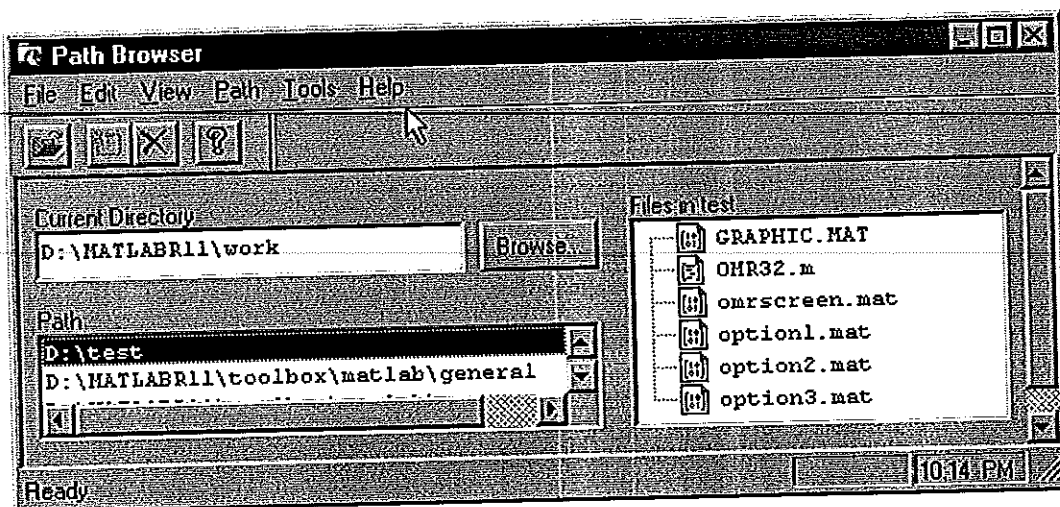 Path Browser
File Edit View Path Tools Help
Current Directory
D:\MATLABR11\work
Browse...
Path
D:\test
D:\MATLABR11\toolbox\matlab\general
Files in test
GRAPHIC.MAT
OMR32.m
omrscreen.mat
option1.mat
option2.mat
option3.mat
Ready
10:14 PM